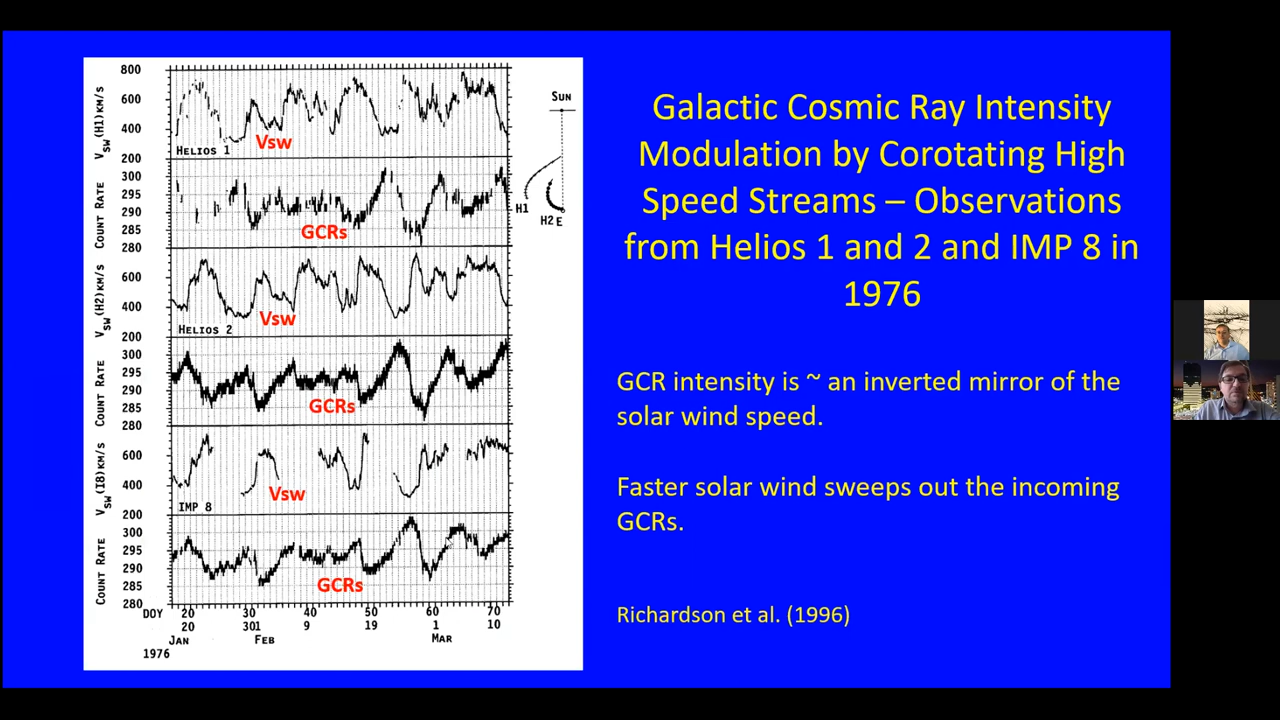 Galactic Cosmic Ray Intensity
Modulation by Corotating High
Speed Streams – Observations
from Helios 1 and 2 and IMP 8 in
1976
GCR intensity is ~ an inverted mirror of the
solar wind speed.
Faster solar wind sweeps out the incoming
GCRs.
Richardson et al. (1996)
VSW(H1)KM/S
800
600
400
200
HELIOS 1
Vsw
COUNT RATE
300
295
290
285
280
GCRs
VSW(H2)KM/S
600
400
200
HELIOS 2
Vsw
COUNT RATE
300
295
290
285
280
GCRs
VSW(I8)KM/S
600
400
200
IMP 8
Vsw
COUNT RATE
300
295
290
285
280
GCRs
DOY 20 30 40 50 60 70
20 301 9 19 1 10
JAN FEB MAR
1976
SUN
H1
H2 E